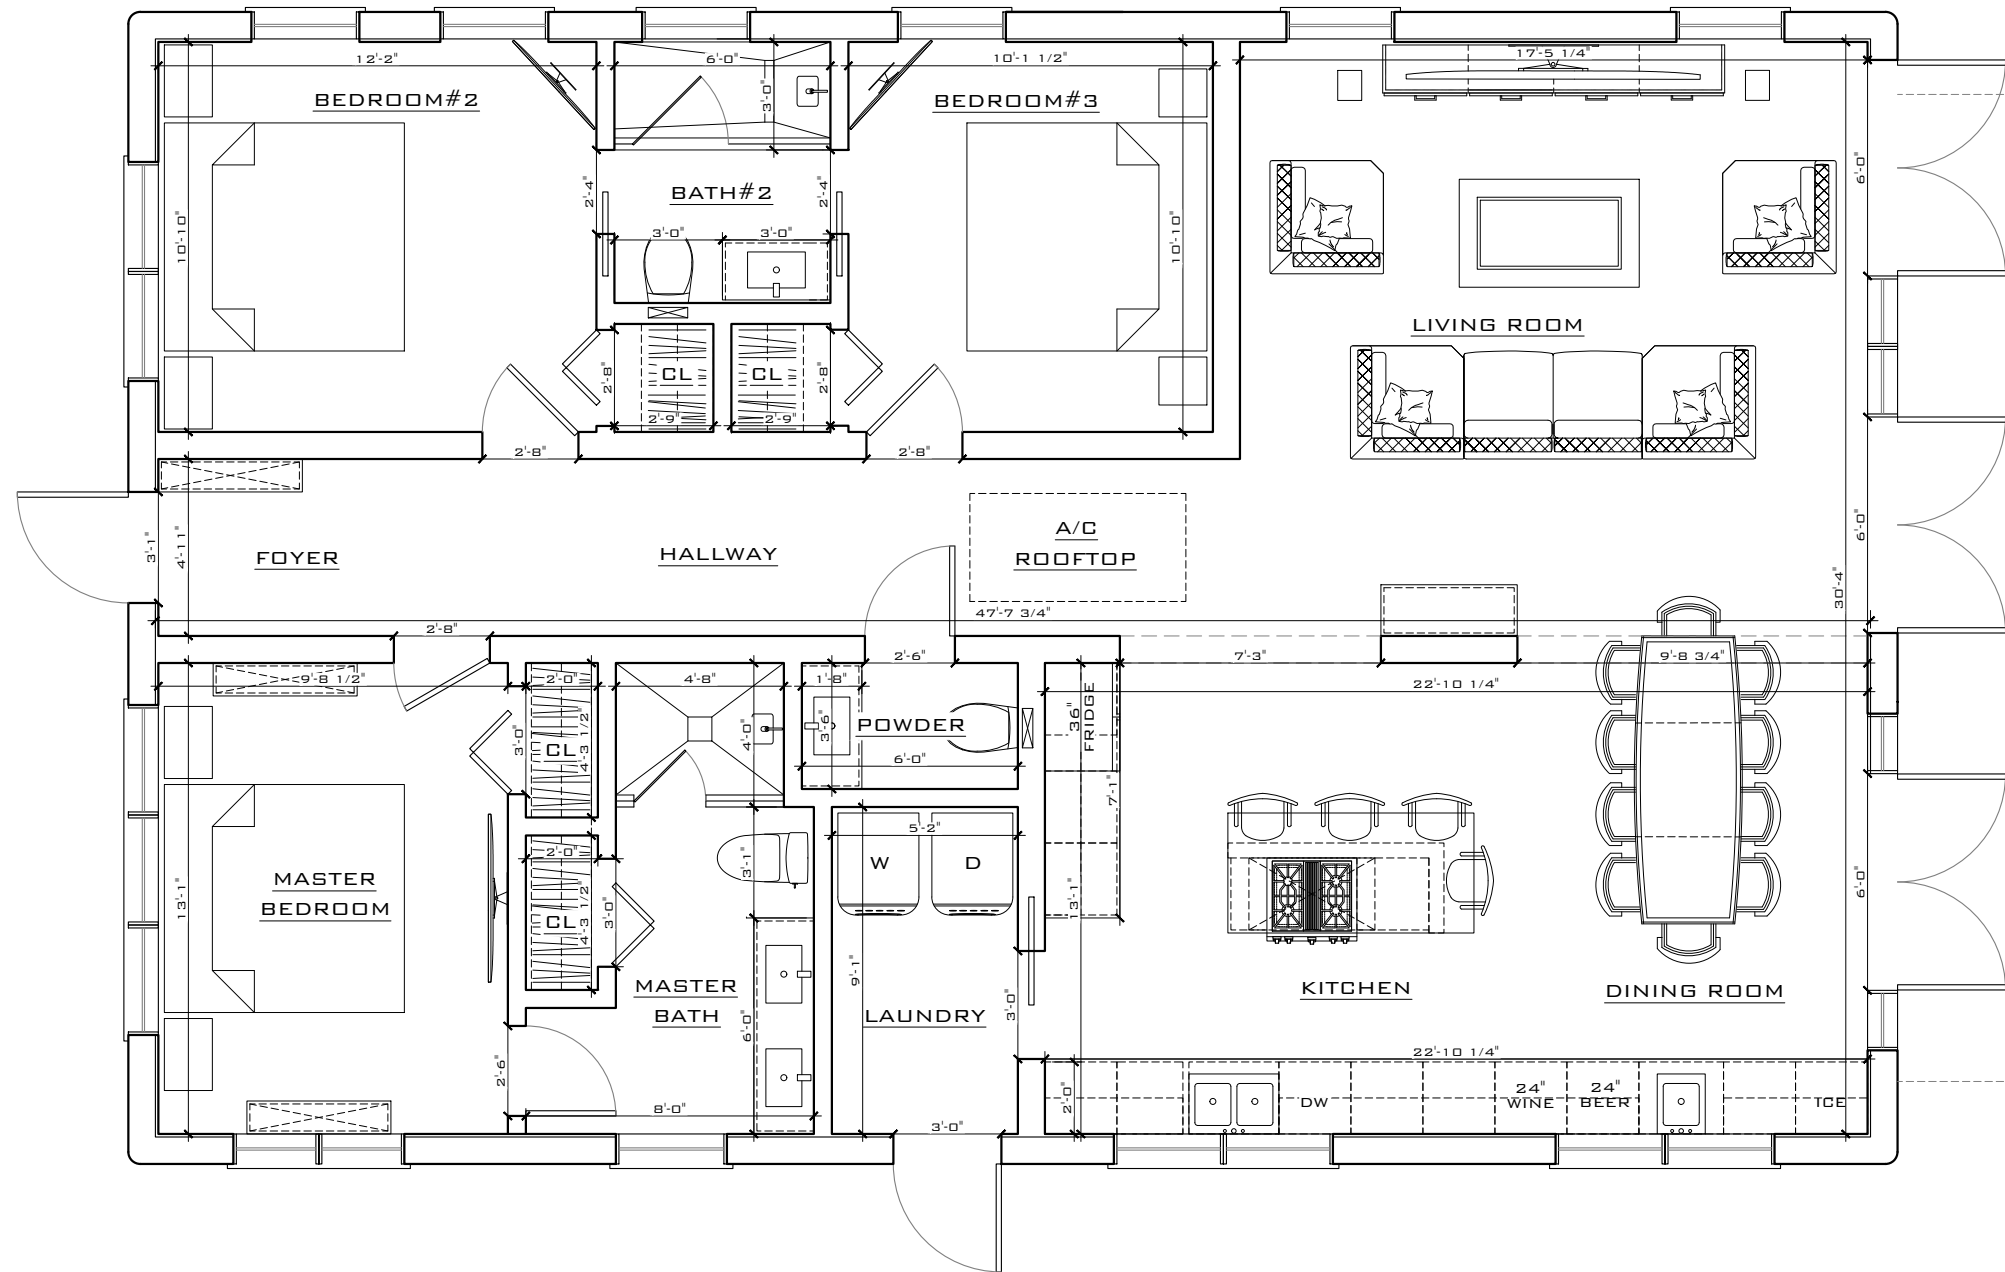 12'-2"
6'-0"
10'-1 1/2"
17'-5 1/4"
BEDROOM#2
3'-0"
BEDROOM#3
6'-0"
2'-4"
BATH#2
2'-4"
10'-10"
3'-0"
3'-0"
10'-10"
LIVING ROOM
2'-8"
CL
CL
2'-8"
2'-9"
2'-9"
2'-8"
2'-8"
3'-1"
4'-11"
FOYER
HALLWAY
A/C
ROOFTOP
6'-0"
30'-4"
47'-7 3/4"
2'-8"
2'-6"
7'-3"
9'-8 3/4"
9'-8 1/2"
2'-0"
4'-8"
1'-8"
22'-10 1/4"
3'-0"
CL
4'-3 1/2"
4'-0"
3'-6"
POWDER
6'-0"
36"
FRIDGE
7'-1"
5'-2"
2'-0"
3'-1"
W
D
MASTER
BEDROOM
13'-1"
CL
4'-3 1/2"
3'-0"
13'-1"
6'-0"
MASTER
BATH
6'-0"
9'-1"
LAUNDRY
3'-0"
KITCHEN
DINING ROOM
2'-6"
22'-10 1/4"
8'-0"
3'-0"
2'-0"
DW
24"
WINE
24"
BEER
ICE